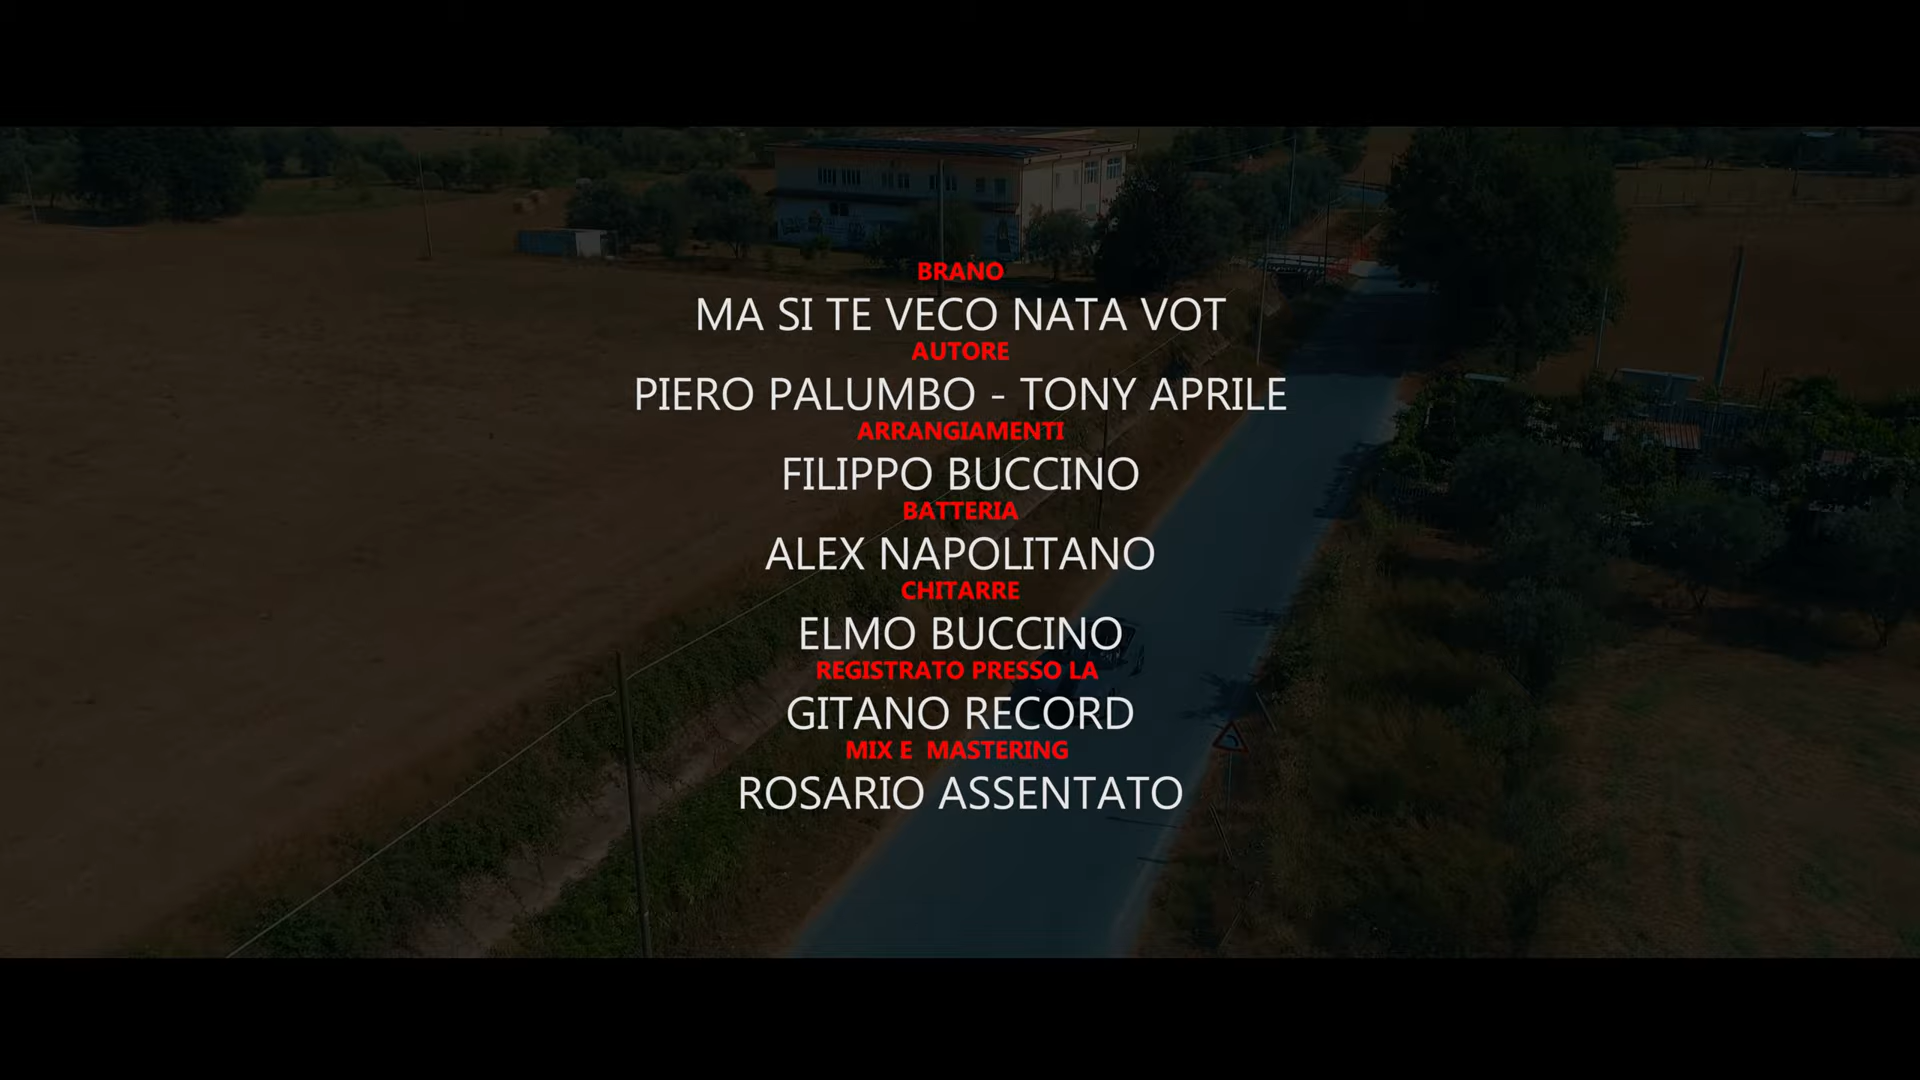 BRANO
MA SI TE VECO NATA VOT
AUTORE
PIERO PALUMBO - TONY APRILE
ARRANGIAMENTI
FILIPPO BUCCINO
BATTERIA
ALEX NAPOLITANO
CHITARRE
ELMO BUCCINO
REGISTRATO PRESSO LA
GITANO RECORD
MIX E  MASTERING
ROSARIO ASSENTATO